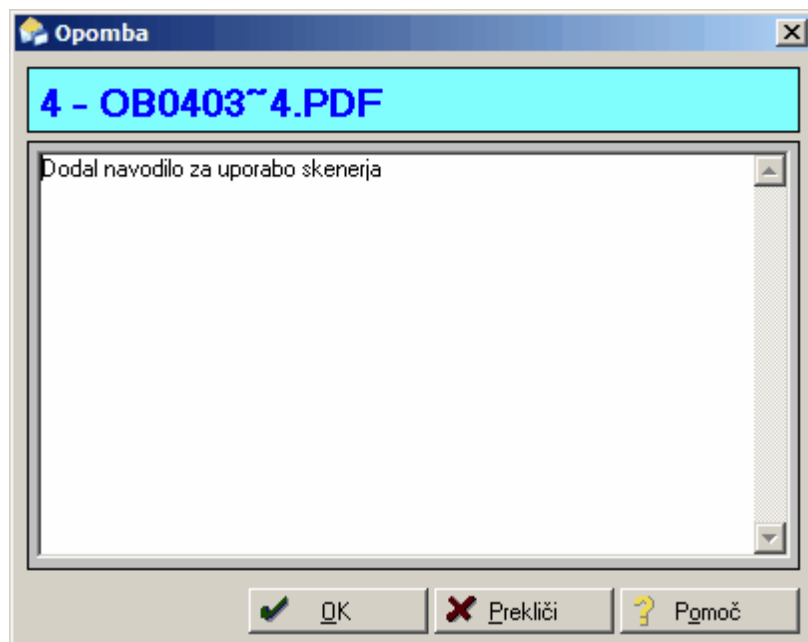 Opomba
4 - OB0403~4.PDF
Dodal navodilo za uporabo skenerja
OK
Prekliči
Pomoč